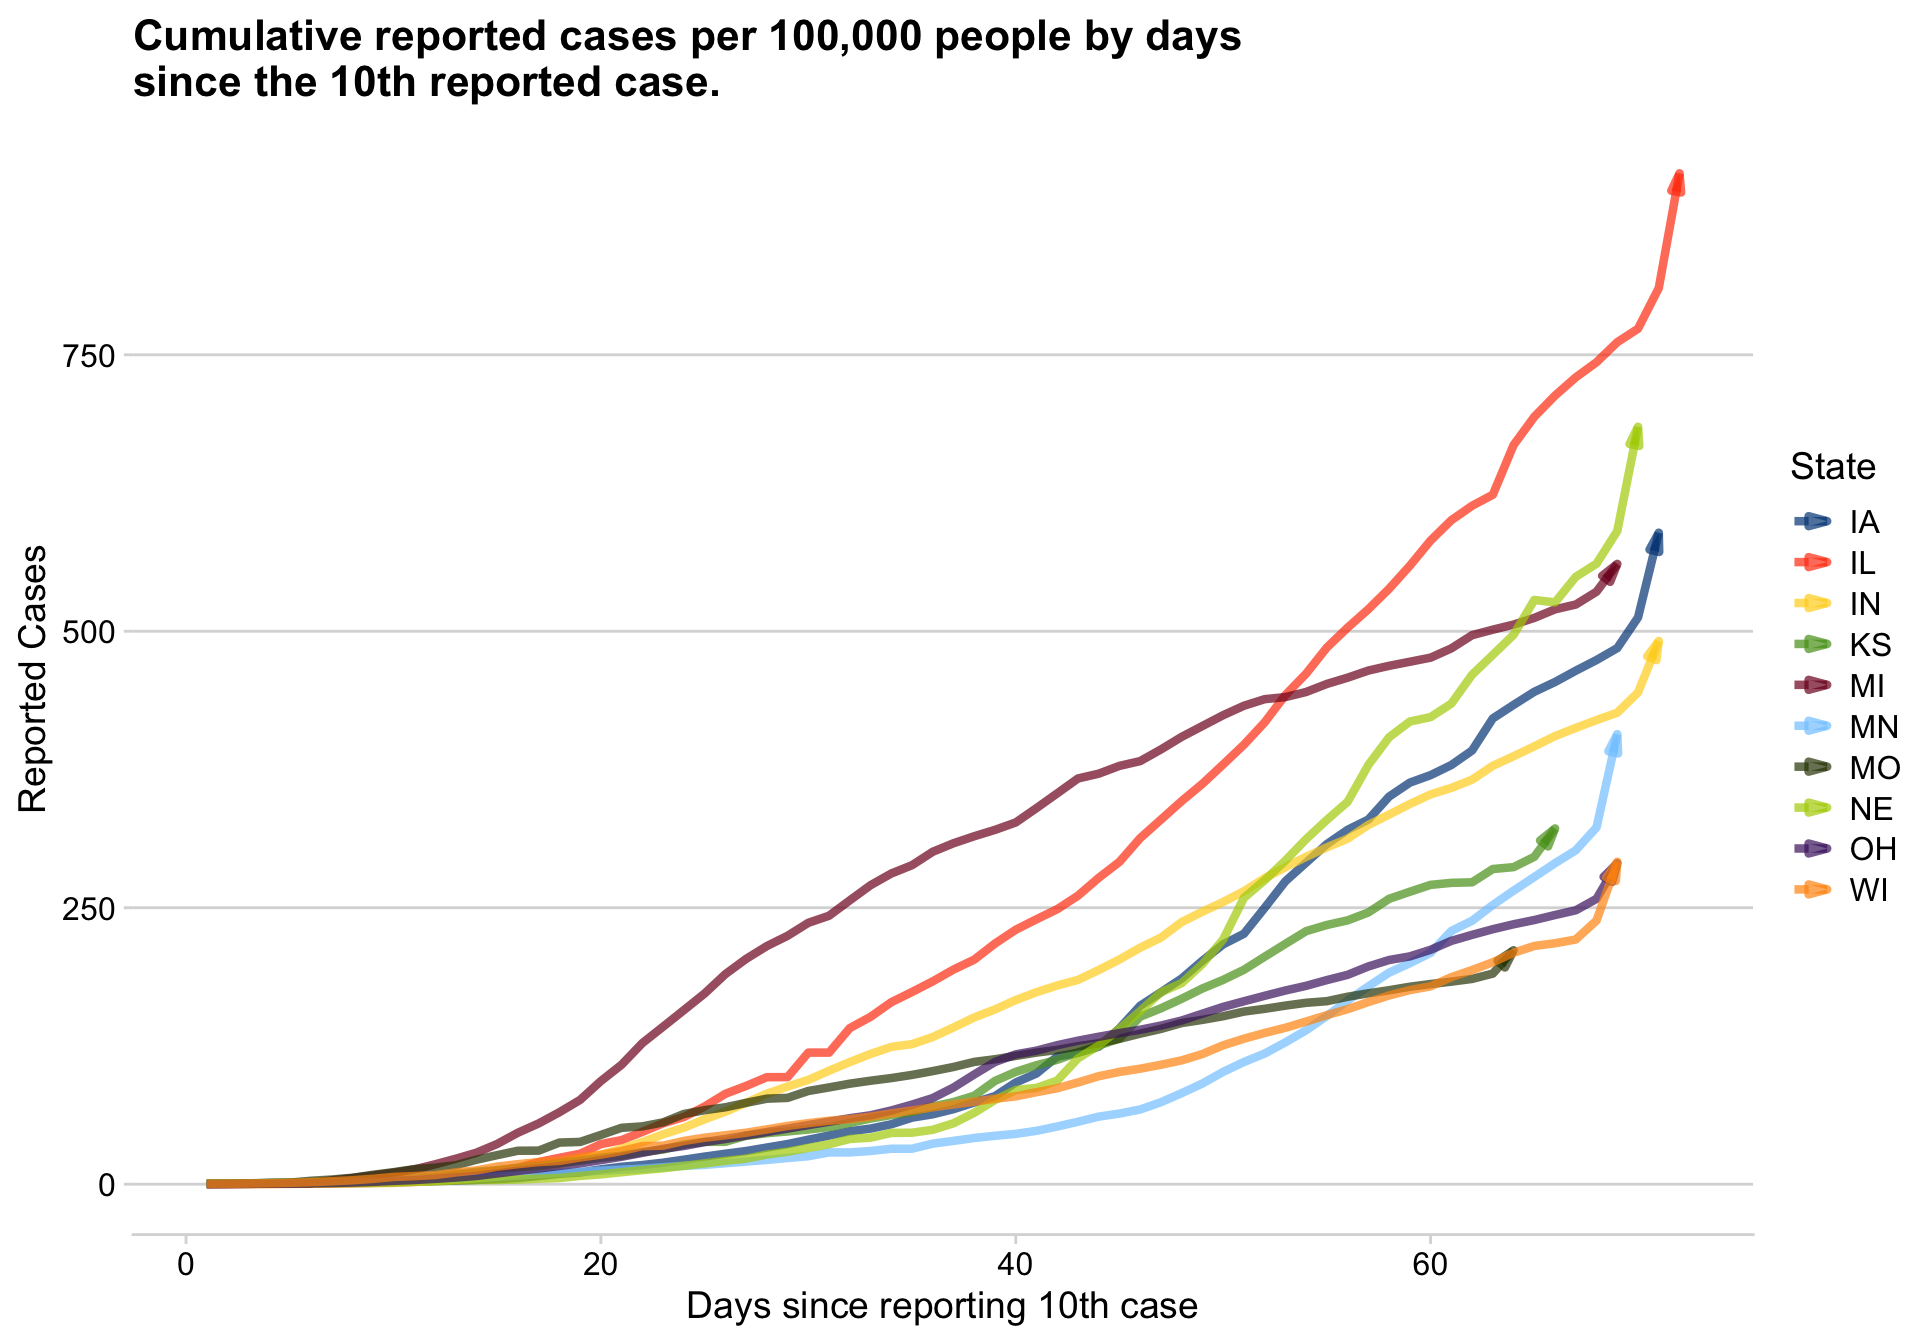 Cumulative reported cases per 100,000 people by days
since the 10th reported case.
Reported Cases
750
500
250
0
0 20 40 60
Days since reporting 10th case
State
IA
IL
IN
KS
MI
MN
MO
NE
OH
WI